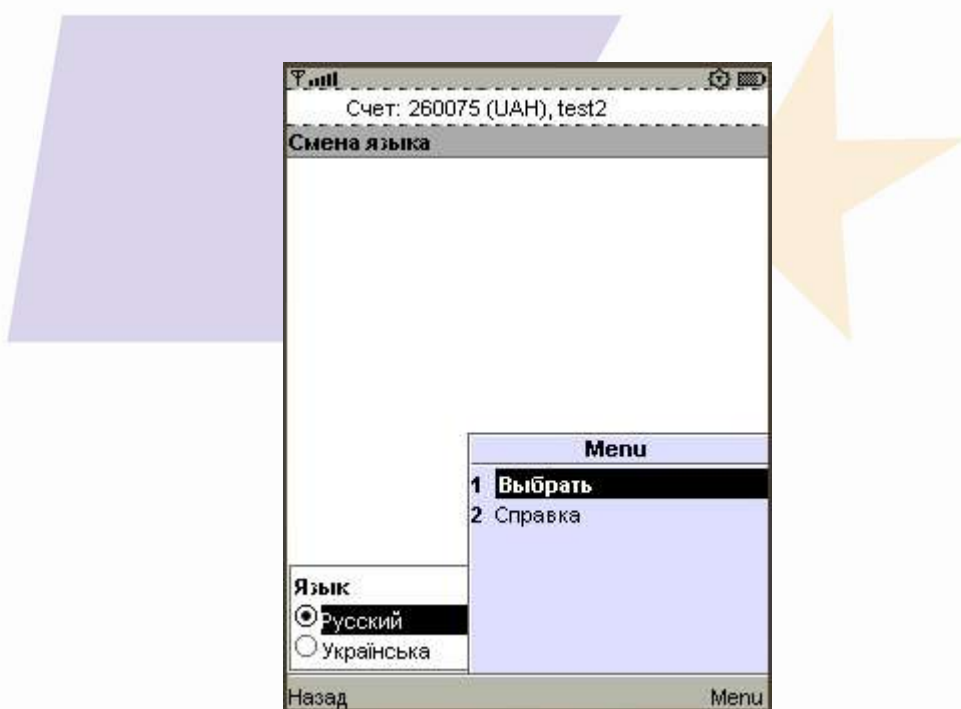 Счет: 260075 (UAH), test2
Смена языка
Menu
1 Выбрать
2 Справка
Язык
Русский
Українська
Назад Menu